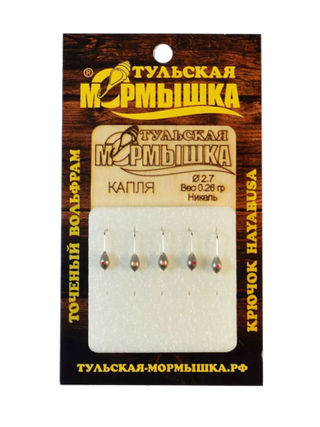 ®
ТУЛЬСКАЯ
МОРМЫШКА
ТУЛЬСКАЯ
МОРМЫШКА
КАПЛЯ
Ø 2.7
Вес 0.26 гр
Никель
ТОЧЕНЫЙ ВОЛЬФРАМ
КРЮЧОК HAYABUSA
ТУЛЬСКАЯ-МОРМЫШКА.РФ